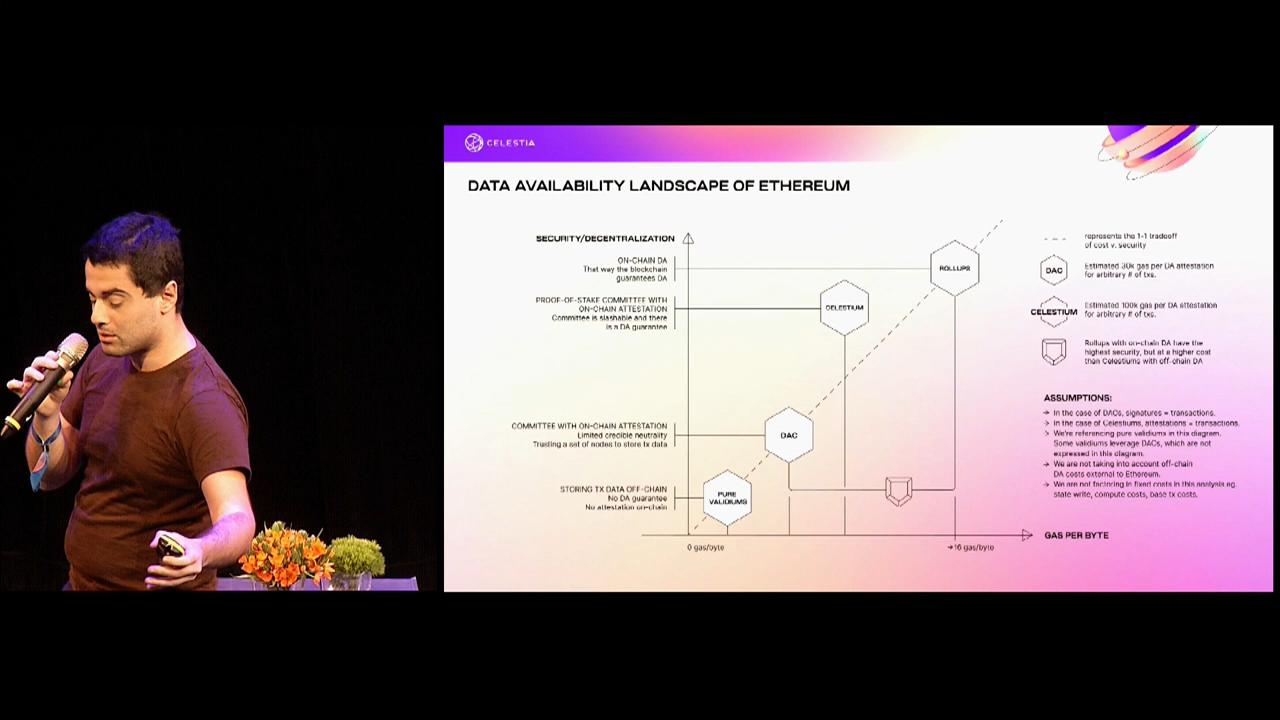 CELESTIA
DATA AVAILABILITY LANDSCAPE OF ETHEREUM
SECURITY/DECENTRALIZATION
ON-CHAIN DA
That way the blockchain
guarantees DA
PROOF-OF-STAKE COMMITTEE WITH
ON-CHAIN ATTESTATION
Committee is slashable and there
is a DA guarantee
COMMITTEE WITH ON-CHAIN ATTESTATION
Limited credible neutrality
Trusting a set of nodes to store tx data
STORING TX DATA OFF-CHAIN
No DA guarantee
No attestation on-chain
ROLLUPS
CELESTIUM
DAC
PURE
VALIDIUMS
0 gas/byte
→16 gas/byte
GAS PER BYTE
represents the 1-1 tradeoff
of cost v. security
DAC
Estimated 30k gas per DA attestation
for arbitrary # of txs.
CELESTIUM
Estimated 100k gas per DA attestation
for arbitrary # of txs.
Rollups with on-chain DA have the
highest security, but at a higher cost
than Celestiums with off-chain DA
ASSUMPTIONS:
→ In the case of DACs, signatures = transactions.
→ In the case of Celestiums, attestations = transactions.
→ We're referencing pure validiums in this diagram.
Some validiums leverage DACs, which are not
expressed in this diagram.
→ We are not taking into account off-chain
DA costs external to Ethereum.
→ We are not factoring in fixed costs in this analysis eg.
state write, compute costs, base tx costs.